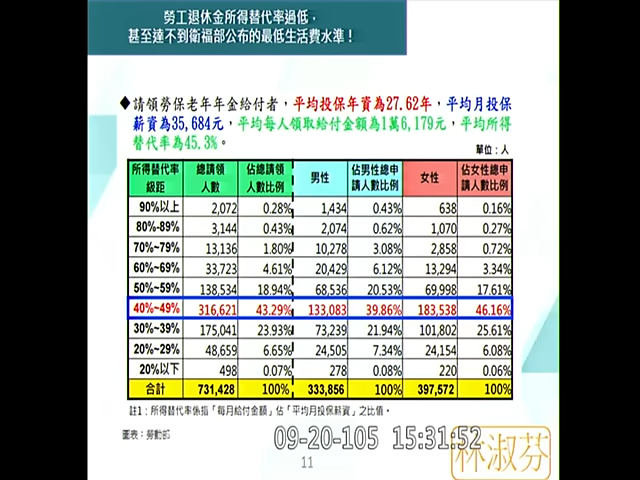 勞工退休金所得替代率過低,
甚至達不到衛福部公布的最低生活費水準!
◆請領勞保老年年金給付者,平均投保年資為27.62年,平均月投保
薪資為35,684元,平均每人領取給付金額為1萬6,179元,平均所得
替代率為45.3%。
單位:人
所得替代率級距 總請領人數 佔總請領人數比例 男性 佔男性總申請人數比例 女性 佔女性總申請人數比例
90%以上 2,072 0.28% 1,434 0.43% 638 0.16%
80%-89% 3,144 0.43% 2,074 0.62% 1,070 0.27%
70%~79% 13,136 1.80% 10,278 3.08% 2,858 0.72%
60%~69% 33,723 4.61% 20,429 6.12% 13,294 3.34%
50%~59% 138,534 18.94% 68,536 20.53% 69,998 17.61%
40%~49% 316,621 43.29% 133,083 39.86% 183,538 46.16%
30%~39% 175,041 23.93% 73,239 21.94% 101,802 25.61%
20%~29% 48,659 6.65% 24,505 7.34% 24,154 6.08%
20%以下 498 0.07% 278 0.08% 220 0.06%
合計 731,428 100% 333,856 100% 397,572 100%
註1:所得替代率係指「每月給付金額」佔「平均月投保薪資」之比值。
圖表:勞動部
09-20-105 15:31:52
林淑芬
11